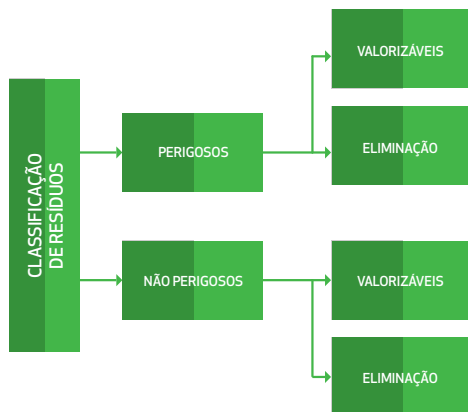 CLASSIFICAÇÃO
DE RESÍDUOS
PERIGOSOS
VALORIZÁVEIS
ELIMINAÇÃO
NÃO PERIGOSOS
VALORIZÁVEIS
ELIMINAÇÃO